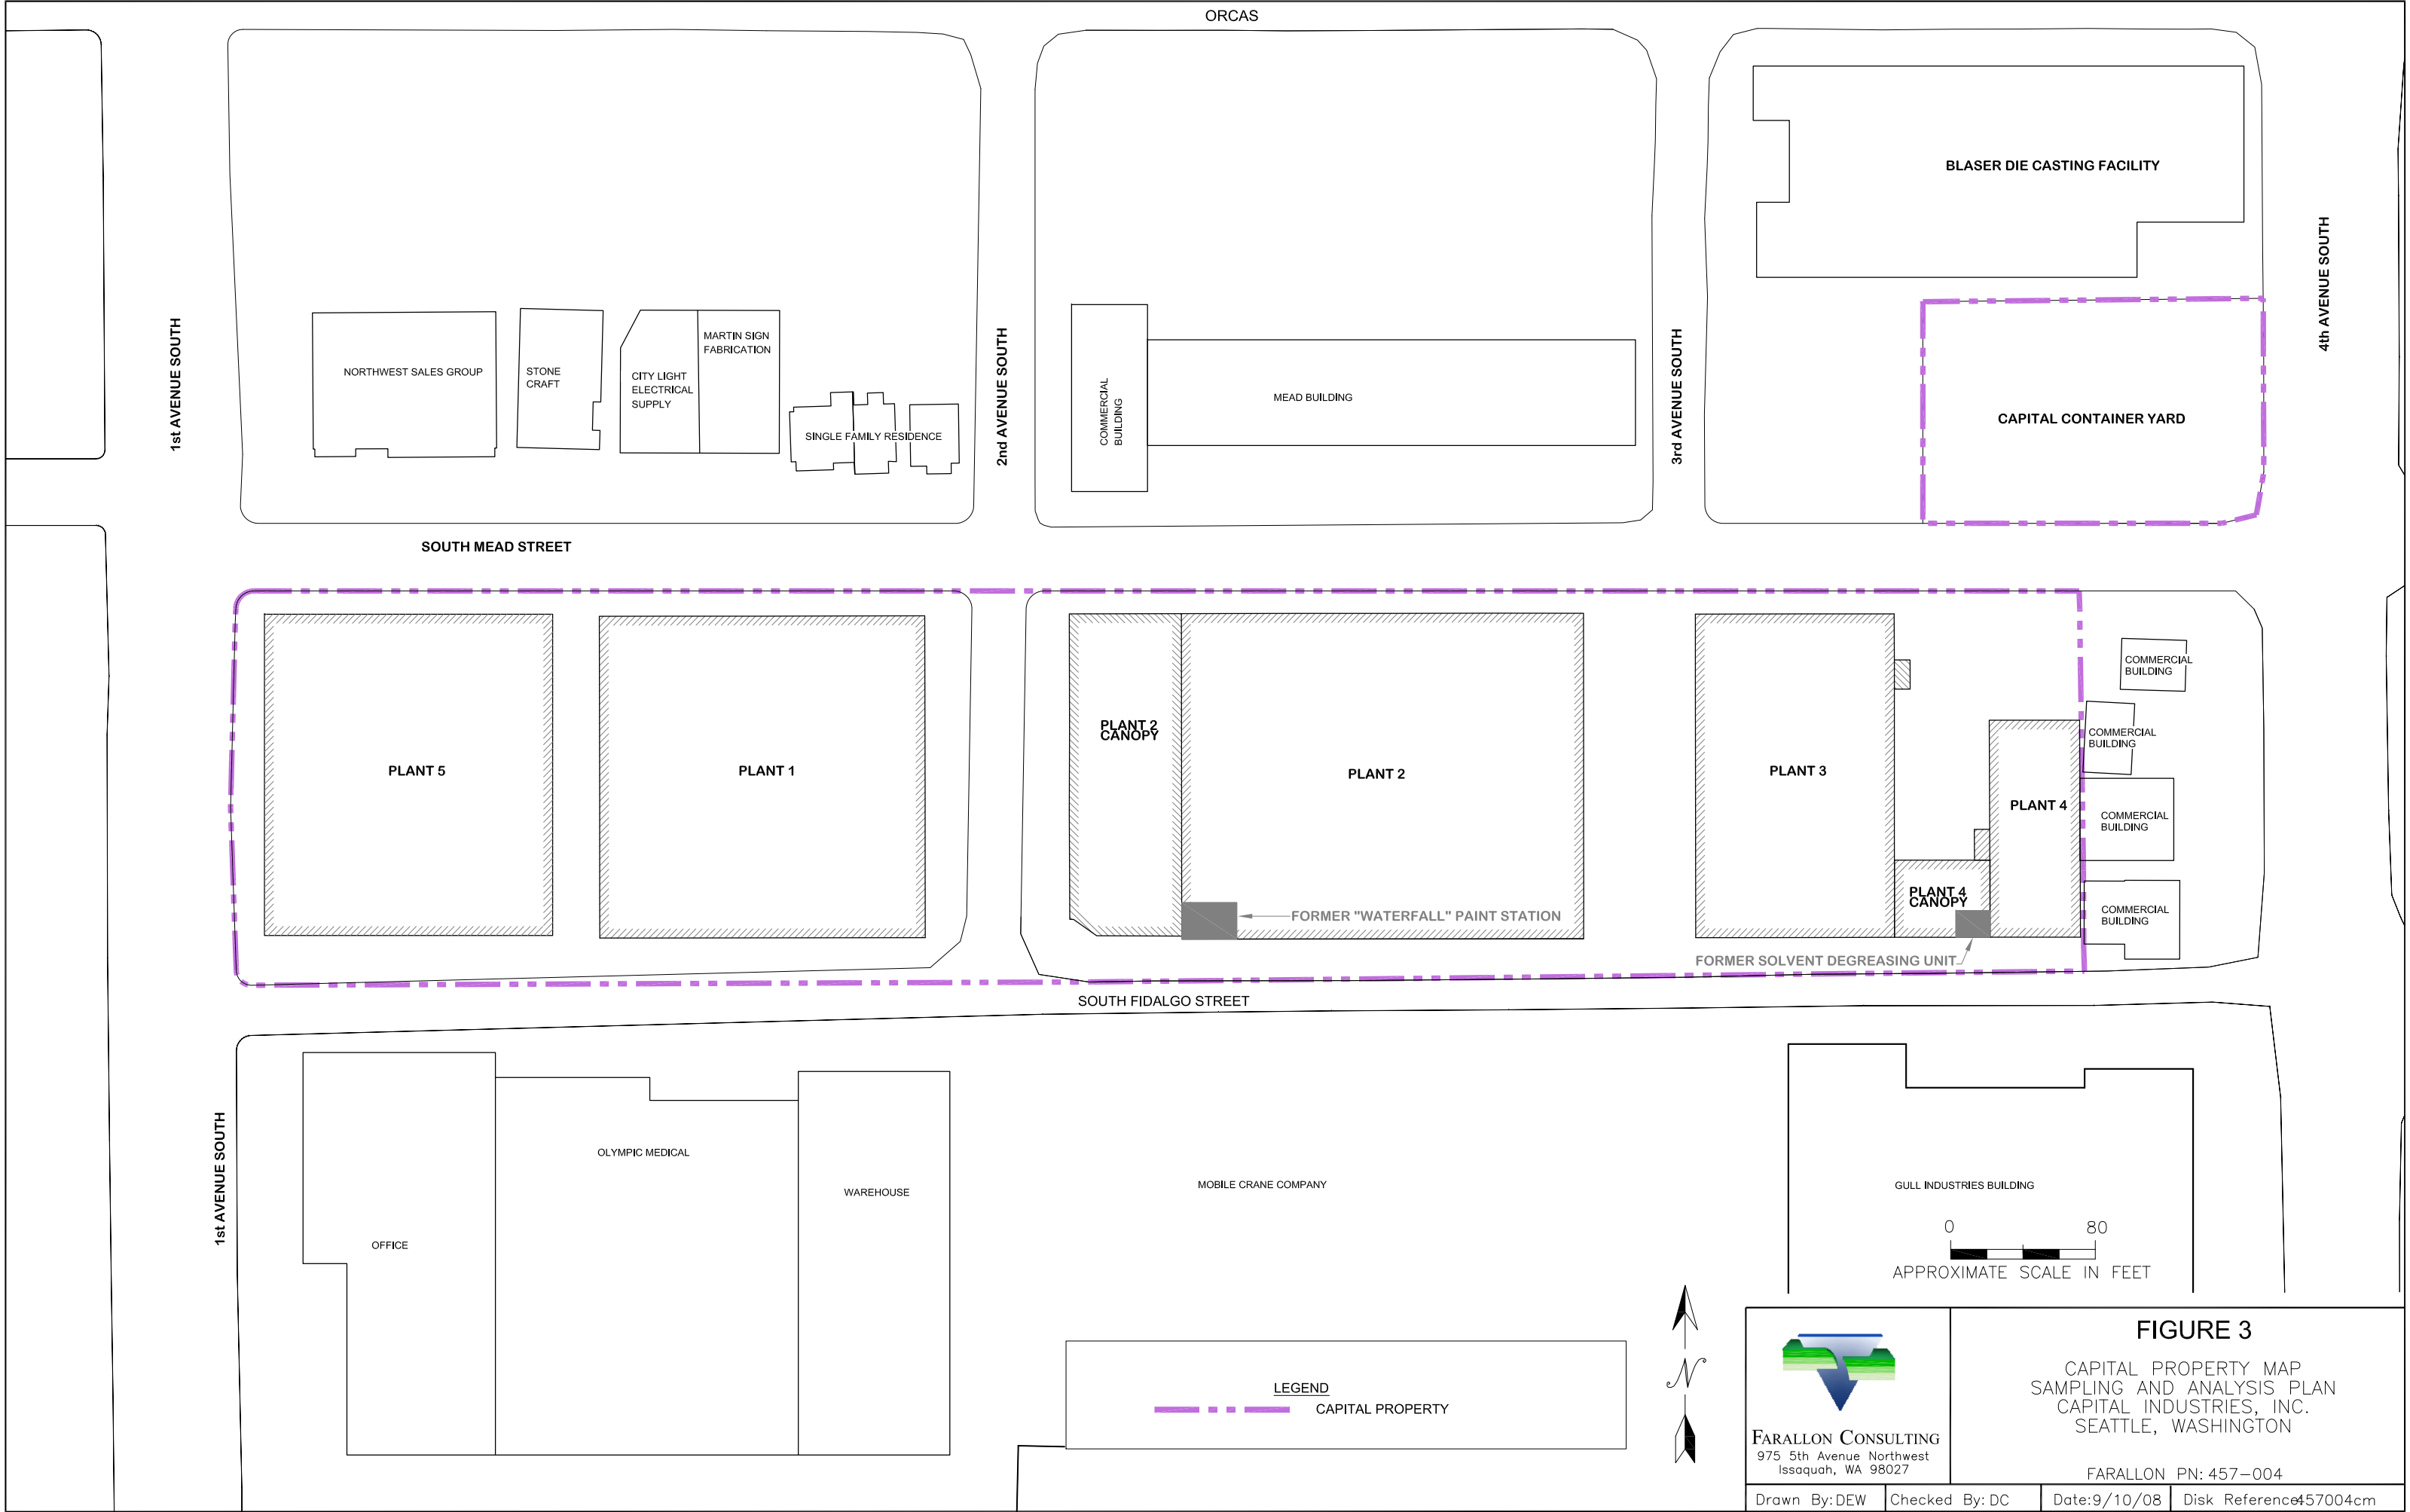 ORCAS
BLASER DIE CASTING FACILITY
1st AVENUE SOUTH
2nd AVENUE SOUTH
3rd AVENUE SOUTH
4th AVENUE SOUTH
NORTHWEST SALES GROUP
STONE
CRAFT
CITY LIGHT
ELECTRICAL
SUPPLY
MARTIN SIGN
FABRICATION
SINGLE FAMILY RESIDENCE
COMMERCIAL
BUILDING
MEAD BUILDING
CAPITAL CONTAINER YARD
SOUTH MEAD STREET
PLANT 5
PLANT 1
PLANT 2
CANOPY
PLANT 2
PLANT 3
PLANT 4
PLANT 4
CANOPY
COMMERCIAL
BUILDING
COMMERCIAL
BUILDING
COMMERCIAL
BUILDING
COMMERCIAL
BUILDING
FORMER "WATERFALL" PAINT STATION
FORMER SOLVENT DEGREASING UNIT
SOUTH FIDALGO STREET
1st AVENUE SOUTH
OFFICE
OLYMPIC MEDICAL
WAREHOUSE
MOBILE CRANE COMPANY
GULL INDUSTRIES BUILDING
0 80
APPROXIMATE SCALE IN FEET
LEGEND
CAPITAL PROPERTY
N
FARALLON CONSULTING
975 5th Avenue Northwest
Issaquah, WA 98027
FIGURE 3
CAPITAL PROPERTY MAP
SAMPLING AND ANALYSIS PLAN
CAPITAL INDUSTRIES, INC.
SEATTLE, WASHINGTON
FARALLON PN: 457-004
Drawn By: DEW Checked By: DC Date: 9/10/08 Disk Reference457004cm